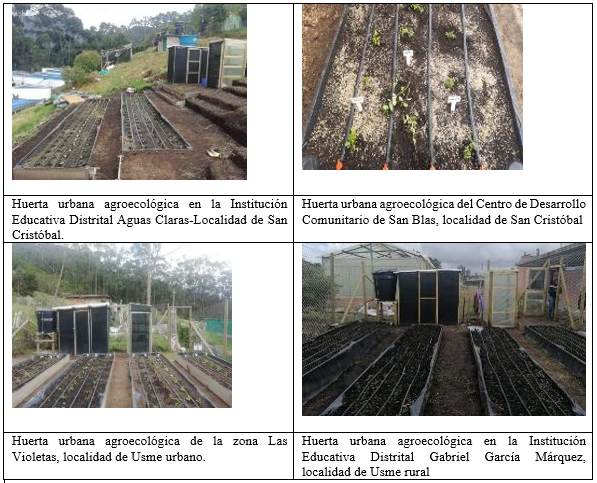 Huerta urbana agroecológica en la Institución
Educativa Distrital Aguas Claras-Localidad de San
Cristóbal.
Huerta urbana agroecológica del Centro de Desarrollo
Comunitario de San Blas, localidad de San Cristóbal
Huerta urbana agroecológica de la zona Las
Violetas, localidad de Usme urbano.
Huerta urbana agroecológica en la Institución
Educativa Distrital Gabriel García Márquez,
localidad de Usme rural